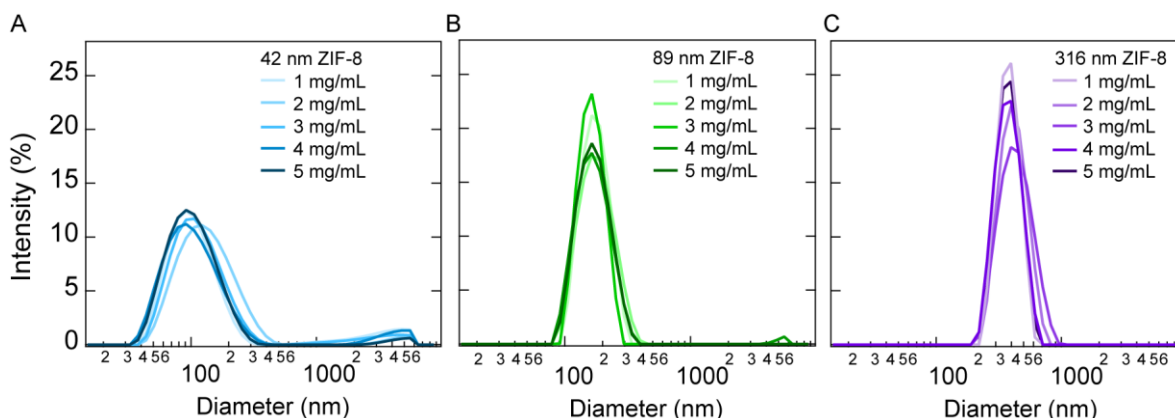 A
42 nm ZIF-8
1 mg/mL
2 mg/mL
3 mg/mL
4 mg/mL
5 mg/mL
Intensity (%)
25
20
15
10
5
0
2 3 4 56 2 3 4 56 2 3 4 56
100 1000
Diameter (nm)
B
89 nm ZIF-8
1 mg/mL
2 mg/mL
3 mg/mL
4 mg/mL
5 mg/mL
2 3 4 56 2 3 4 56 2 3 4 56
100 1000
Diameter (nm)
C
316 nm ZIF-8
1 mg/mL
2 mg/mL
3 mg/mL
4 mg/mL
5 mg/mL
2 3 4 56 2 3 4 56 2 3 4 56
100 1000
Diameter (nm)